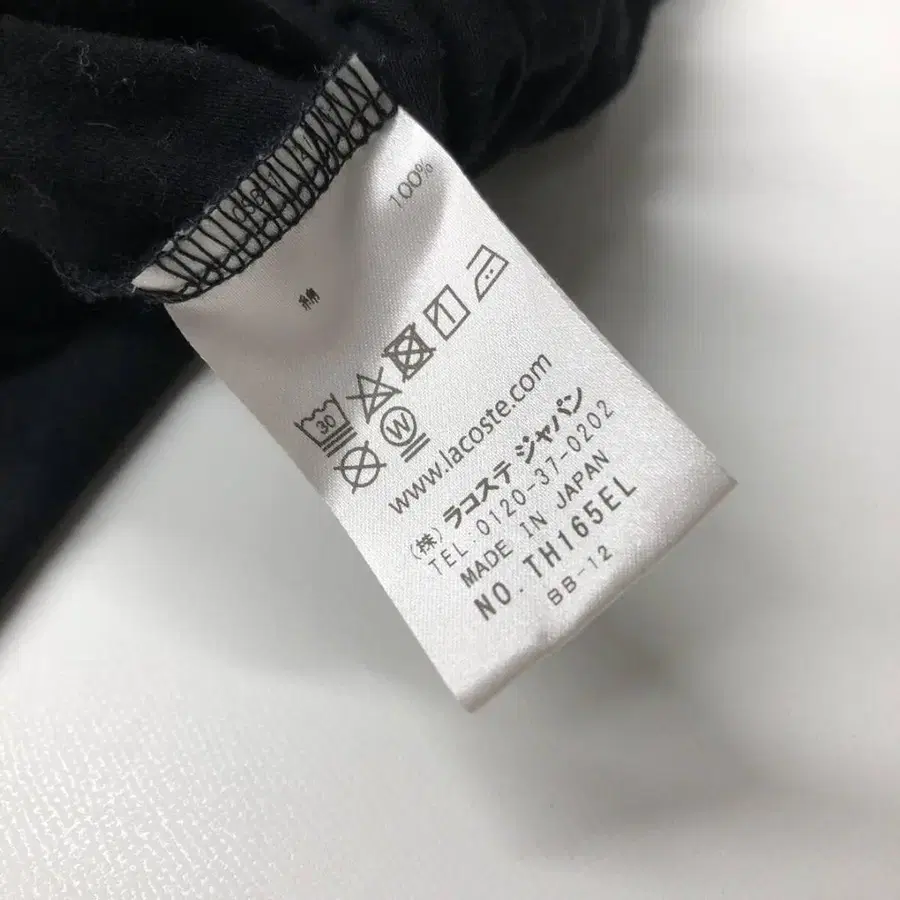 綿 100%
30
W
www.lacoste.com
(株) ラコステ ジャパン
TEL.0120-37-0202
MADE IN JAPAN
NO. TH165EL
BB-12